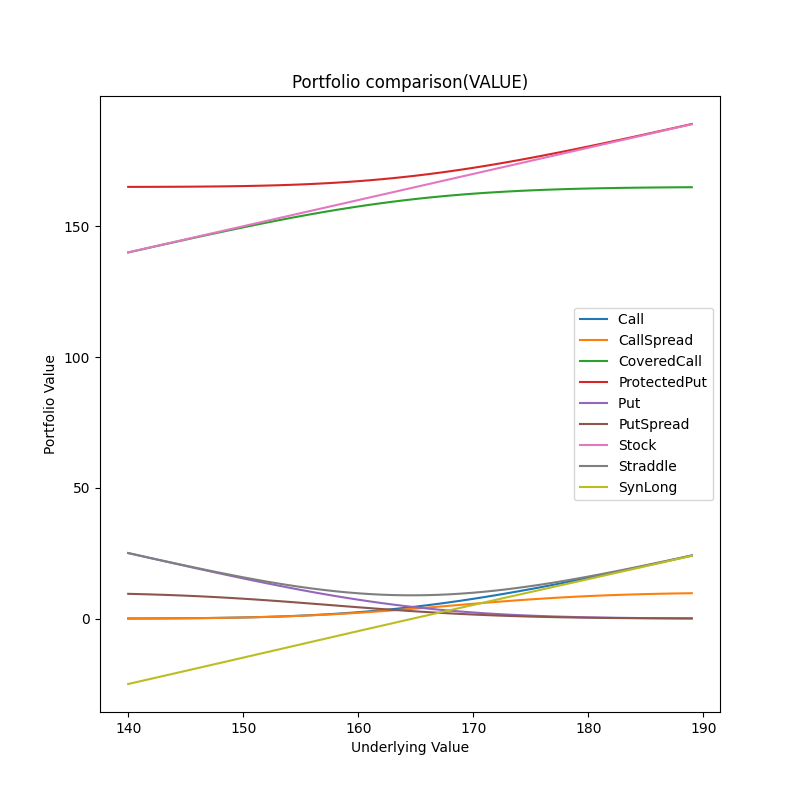 Portfolio comparison(VALUE)
Portfolio Value
150
100
50
0
Call
CallSpread
CoveredCall
ProtectedPut
Put
PutSpread
Stock
Straddle
SynLong
140
150
160
170
180
190
Underlying Value